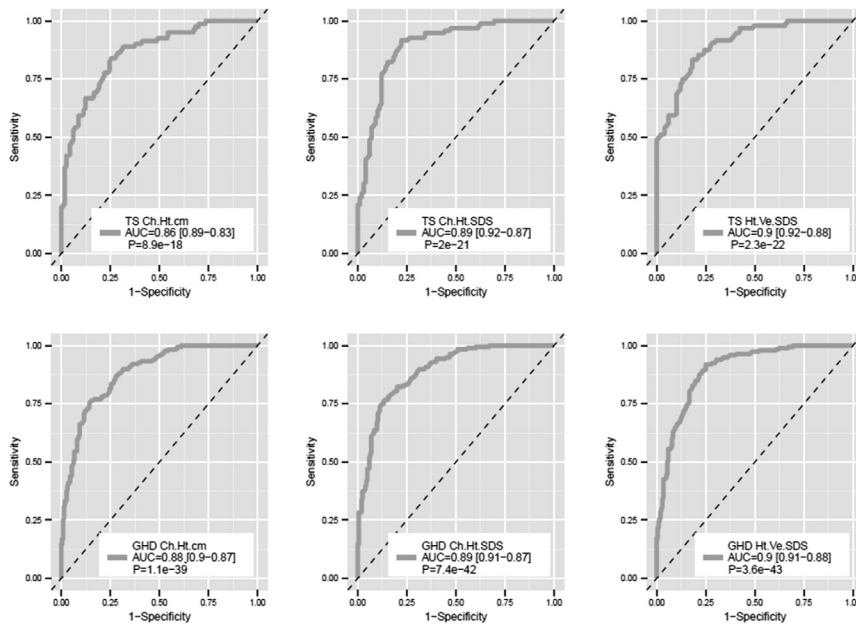 1.00
0.75
0.50
0.25
0.00
Sensitivity
TS Ch.Ht.cm
AUC=0.86 [0.89−0.83]
P=8.9e−18
0.00 0.25 0.50 0.75 1.00
1-Specificity
1.00
0.75
0.50
0.25
0.00
Sensitivity
TS Ch.Ht.SDS
AUC=0.89 [0.92−0.87]
P=2e−21
0.00 0.25 0.50 0.75 1.00
1-Specificity
1.00
0.75
0.50
0.25
0.00
Sensitivity
TS Ht.Ve.SDS
AUC=0.9 [0.92−0.88]
P=2.3e−22
0.00 0.25 0.50 0.75 1.00
1-Specificity
1.00
0.75
0.50
0.25
0.00
Sensitivity
GHD Ch.Ht.cm
AUC=0.88 [0.9−0.87]
P=1.1e−39
0.00 0.25 0.50 0.75 1.00
1-Specificity
1.00
0.75
0.50
0.25
0.00
Sensitivity
GHD Ch.Ht.SDS
AUC=0.89 [0.91−0.87]
P=7.4e−42
0.00 0.25 0.50 0.75 1.00
1-Specificity
1.00
0.75
0.50
0.25
0.00
Sensitivity
GHD Ht.Ve.SDS
AUC=0.9 [0.91−0.88]
P=3.6e−43
0.00 0.25 0.50 0.75 1.00
1-Specificity